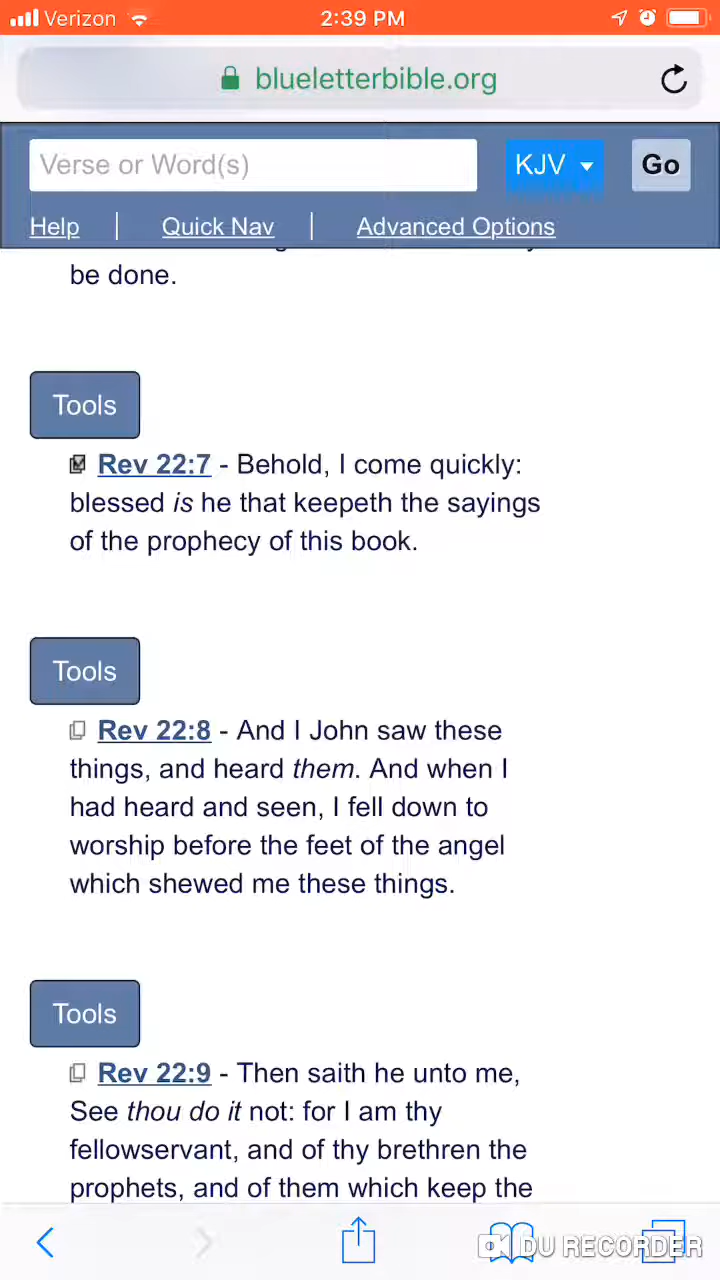 Verizon 2:39 PM
blueletterbible.org
Verse or Word(s) KJV Go
Help | Quick Nav | Advanced Options
be done.
Tools
Rev 22:7 - Behold, I come quickly:
blessed is he that keepeth the sayings
of the prophecy of this book.
Tools
Rev 22:8 - And I John saw these
things, and heard them. And when I
had heard and seen, I fell down to
worship before the feet of the angel
which shewed me these things.
Tools
Rev 22:9 - Then saith he unto me,
See thou do it not: for I am thy
fellowservant, and of thy brethren the
prophets, and of them which keep the
DU RECORDER